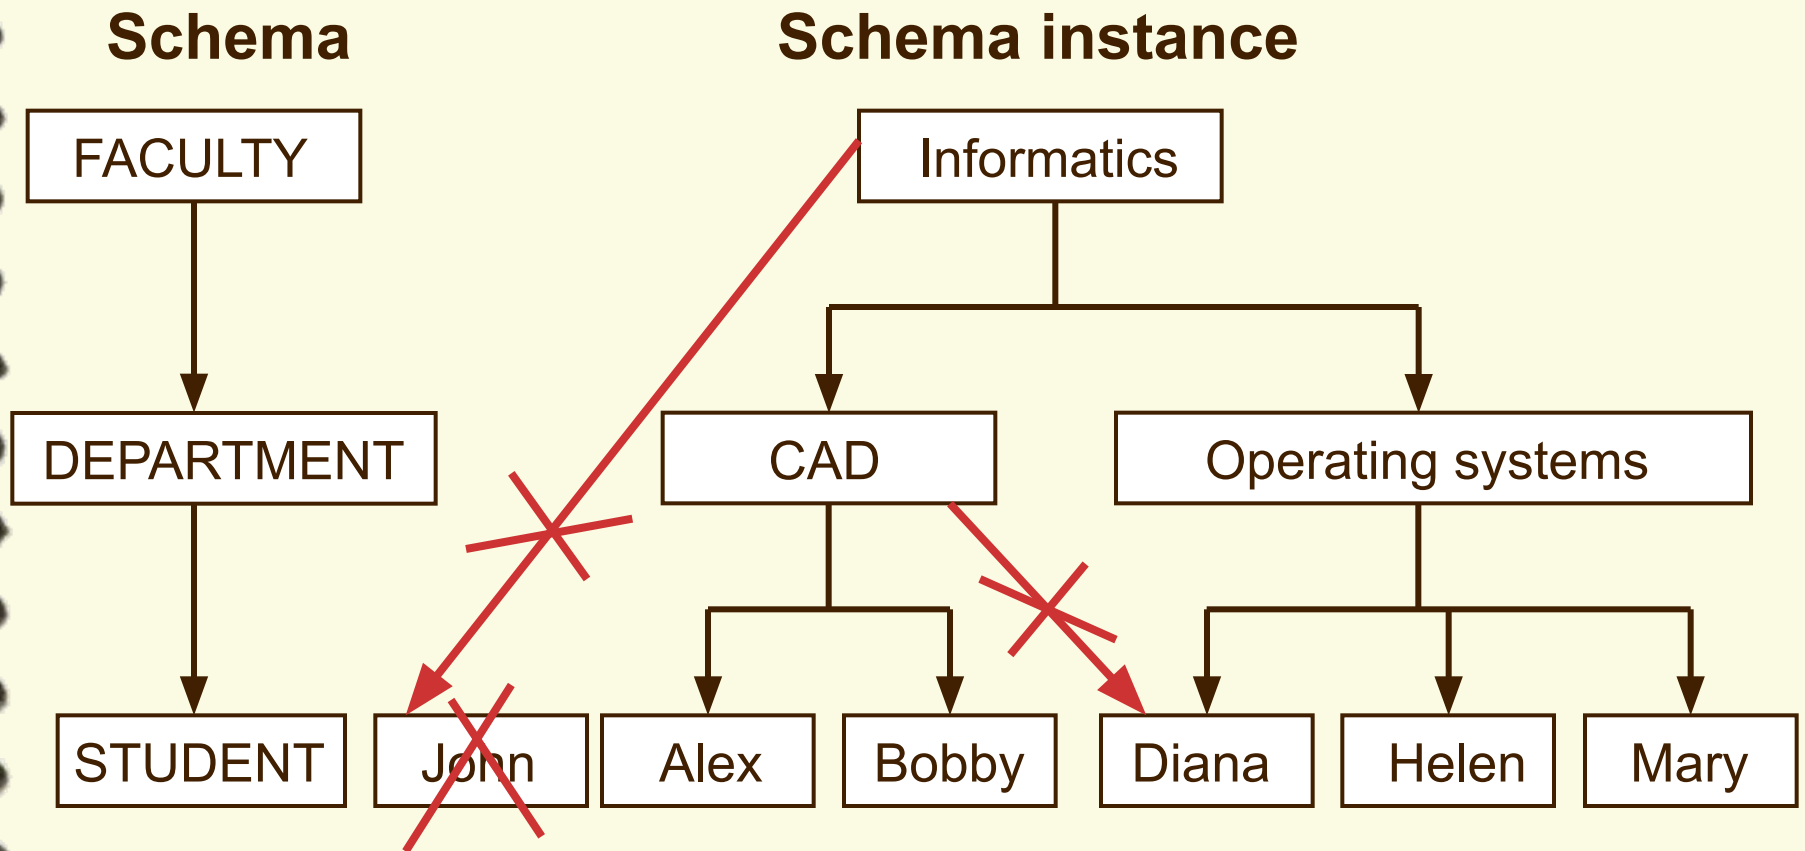 Schema
Schema instance
FACULTY
Informatics
DEPARTMENT
CAD
Operating systems
STUDENT
John
Alex
Bobby
Diana
Helen
Mary